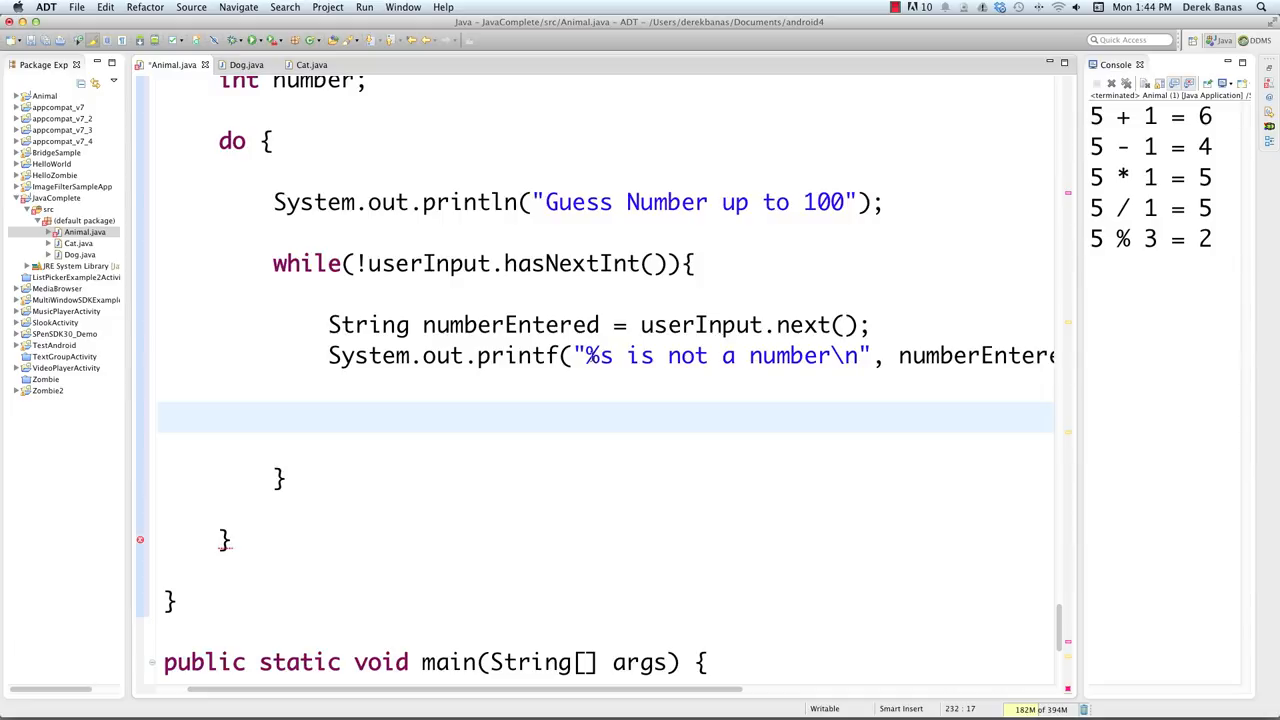 ADT File Edit Refactor Source Navigate Search Project Run Window Help 10 Mon 1:44 PM Derek Banas
Java - JavaComplete/src/Animal.java - ADT - /Users/derekbanas/Documents/android4
Quick Access Java DDMS
Package Exp
Animal
appcompat_v7
appcompat_v7_2
appcompat_v7_3
appcompat_v7_4
BridgeSample
HelloWorld
HelloZombie
ImageFilterSampleApp
JavaComplete
src
(default package)
Animal.java
Cat.java
Dog.java
JRE System Library [Ja
ListPickerExample2Activi
MediaBrowser
MultiWindowSDKExample
MusicPlayerActivity
SlookActivity
SPenSDK30_Demo
TestAndroid
TextGroupActivity
VideoPlayerActivity
Zombie
Zombie2
*Animal.java Dog.java Cat.java
int number;
do {
System.out.println("Guess Number up to 100");
while(!userInput.hasNextInt()){
String numberEntered = userInput.next();
System.out.printf("%s is not a number\n", numberEntere
}
}
}
public static void main(String[] args) {
Console
<terminated> Animal (1) [Java Application] /S
5 + 1 = 6
5 - 1 = 4
5 * 1 = 5
5 / 1 = 5
5 % 3 = 2
Writable Smart Insert 232 : 17 182M of 394M